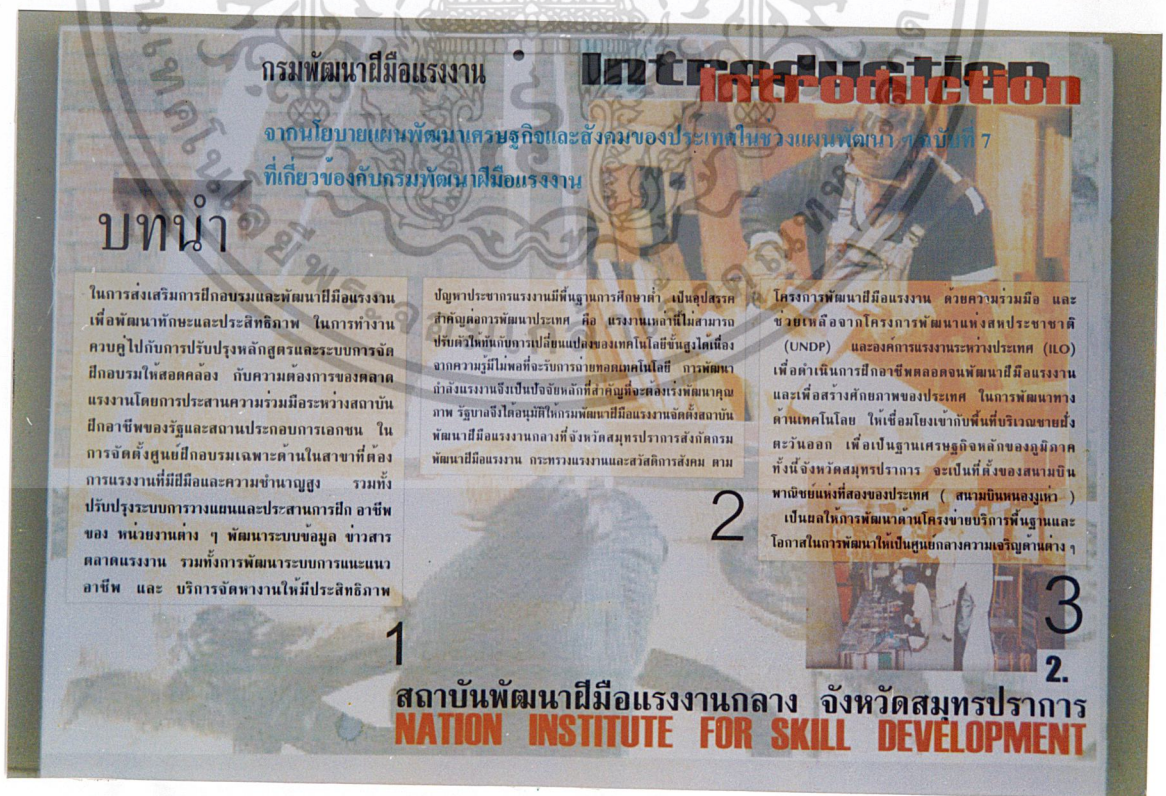 กรมพัฒนาฝีมือแรงงาน
Introduction
Introduction
จากนโยบายแผนพัฒนาเศรษฐกิจและสังคมของประเทศในช่วงแผนพัฒนา ฯ ฉบับที่ 7
ที่เกี่ยวข้องกับกรมพัฒนาฝีมือแรงงาน
บทนำ
ในการส่งเสริมการฝึกอบรมและพัฒนาฝีมือแรงงาน
เพื่อพัฒนาทักษะและประสิทธิภาพ ในการทำงาน
ควบคู่ไปกับการปรับปรุงหลักสูตรและระบบการจัด
ฝึกอบรมให้สอดคล้อง กับความต้องการของตลาด
แรงงานโดยการประสานความร่วมมือระหว่างสถาบัน
ฝึกอาชีพของรัฐและสถานประกอบการเอกชน ใน
การจัดตั้งศูนย์ฝึกอบรมเฉพาะด้านในสาขาที่ต้อง
การแรงงานที่มีฝีมือและความชำนาญสูง รวมทั้ง
ปรับปรุงระบบการวางแผนและประสานการฝึก อาชีพ
ของ หน่วยงานต่าง ๆ พัฒนาระบบข้อมูล ข่าวสาร
ตลาดแรงงาน รวมทั้งการพัฒนาระบบการแนะแนว
อาชีพ และ บริการจัดหางานให้มีประสิทธิภาพ
1
ปัญหาประชากรแรงงานมีพื้นฐานการศึกษาต่ำ เป็นอุปสรรค
สำคัญต่อการพัฒนาประเทศ คือ แรงงานเหล่านี้ไม่สามารถ
ปรับตัวให้ทันกับการเปลี่ยนแปลงของเทคโนโลยีชั้นสูงได้เนื่อง
จากความรู้มีไม่พอที่จะรับการถ่ายทอดเทคโนโลยี การพัฒนา
กำลังแรงงานจึงเป็นปัจจัยหลักที่สำคัญที่จะต้องเร่งพัฒนาคุณ
ภาพ รัฐบาลจึงได้อนุมัติให้กรมพัฒนาฝีมือแรงงานจัดตั้งสถาบัน
พัฒนาฝีมือแรงงานกลางที่จังหวัดสมุทรปราการสังกัดกรม
พัฒนาฝีมือแรงงาน กระทรวงแรงงานและสวัสดิการสังคม ตาม
2
โครงการพัฒนาฝีมือแรงงาน ด้วยความร่วมมือ และ
ช่วยเหลือจากโครงการพัฒนาแห่งสหประชาชาติ
(UNDP) และองค์การแรงงานระหว่างประเทศ (ILO)
เพื่อดำเนินการฝึกอาชีพตลอดจนพัฒนาฝีมือแรงงาน
และเพื่อสร้างศักยภาพของประเทศ ในการพัฒนาทาง
ด้านเทคโนโลย ให้เชื่อมโยงเข้ากับพื้นที่บริเวณชายฝั่ง
ตะวันออก เพื่อเป็นฐานเศรษฐกิจหลักของภูมิภาค
ทั้งนี้จังหวัดสมุทรปราการ จะเป็นที่ตั้งของสนามบิน
พาณิชย์แห่งที่สองของประเทศ ( สนามบินหนองงูเห่า )
เป็นผลให้การพัฒนาด้านโครงข่ายบริการพื้นฐานและ
โอกาสในการพัฒนาให้เป็นศูนย์กลางความเจริญด้านต่าง ๆ
3
2.
สถาบันพัฒนาฝีมือแรงงานกลาง จังหวัดสมุทรปราการ
NATION INSTITUTE FOR SKILL DEVELOPMENT